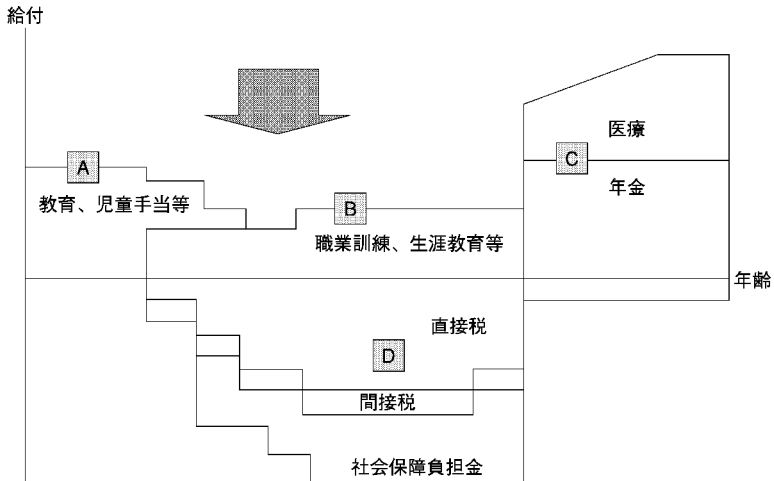 給付
医療
A
C
教育、児童手当等
B
年金
職業訓練、生涯教育等
年齢
直接税
D
間接税
社会保障負担金